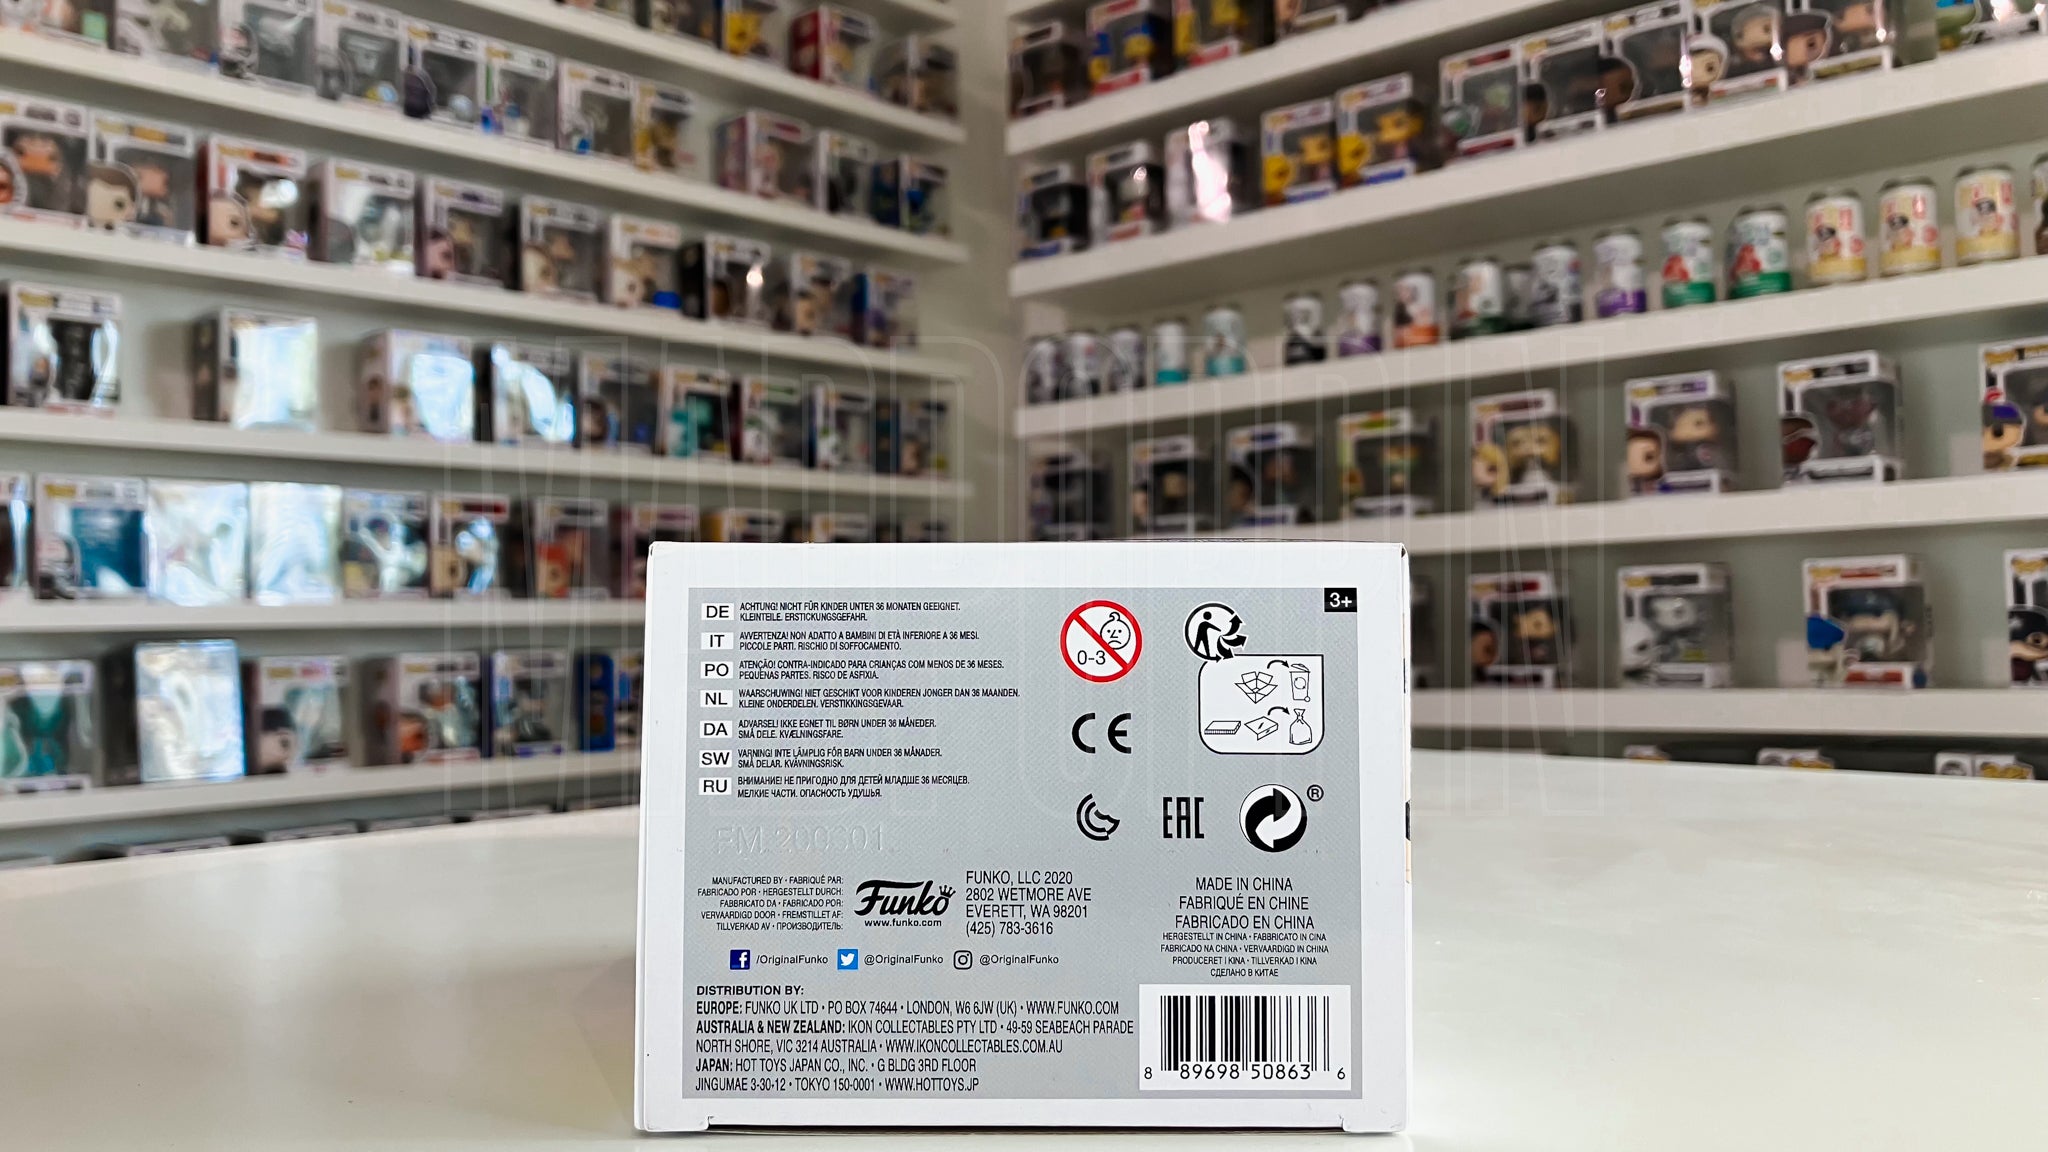 DE ACHTUNG! NICHT FÜR KINDER UNTER 36 MONATEN GEEIGNET.
KLEINTEILE. ERSTICKUNGSGEFAHR.
IT AVVERTENZA! NON ADATTO A BAMBINI DI ETÀ INFERIORE A 36 MESI.
PICCOLE PARTI. RISCHIO DI SOFFOCAMENTO.
PO ATENÇÃO! CONTRA-INDICADO PARA CRIANÇAS COM MENOS DE 36 MESES.
PEQUENAS PARTES. RISCO DE ASFIXIA.
NL WAARSCHUWING! NIET GESCHIKT VOOR KINDEREN JONGER DAN 36 MAANDEN.
KLEINE ONDERDELEN. VERSTIKKINGSGEVAAR.
DA ADVARSEL! IKKE EGNET TIL BØRN UNDER 36 MÅNEDER.
SMÅ DELE. KVÆLNINGSFARE.
SW VARNING! INTE LÄMPLIG FÖR BARN UNDER 36 MÅNADER.
SMÅ DELAR. KVÄVNINGSRISK.
RU ВНИМАНИЕ! НЕ ПРИГОДНО ДЛЯ ДЕТЕЙ МЛАДШЕ 36 МЕСЯЦЕВ.
МЕЛКИЕ ЧАСТИ. ОПАСНОСТЬ УДУШЬЯ.
0-3
3+
CE
EAC
®
FM-200301
MANUFACTURED BY • FABRIQUÉ PAR:
FABRICADO POR • HERGESTELLT DURCH:
FABBRICATO DA • FABRICADO POR:
VERVAARDIGD DOOR • FREMSTILLET AF:
TILLVERKAD AV • ПРОИЗВОДИТЕЛЬ:
Funko
www.funko.com
FUNKO, LLC 2020
2802 WETMORE AVE
EVERETT, WA 98201
(425) 783-3616
MADE IN CHINA
FABRIQUÉ EN CHINE
FABRICADO EN CHINA
HERGESTELLT IN CHINA • FABBRICATO IN CINA
FABRICADO NA CHINA • VERVAARDIGD IN CHINA
PRODUCERET I KINA • TILLVERKAD I KINA
СДЕЛАНО В КИТАЕ
/OriginalFunko @OriginalFunko @OriginalFunko
DISTRIBUTION BY:
EUROPE: FUNKO UK LTD • PO BOX 74644 • LONDON, W6 6JW (UK) • WWW.FUNKO.COM
AUSTRALIA & NEW ZEALAND: IKON COLLECTABLES PTY LTD • 49-59 SEABEACH PARADE
NORTH SHORE, VIC 3214 AUSTRALIA • WWW.IKONCOLLECTABLES.COM.AU
JAPAN: HOT TOYS JAPAN CO., INC. • G BLDG 3RD FLOOR
JINGUMAE 3-30-12 • TOKYO 150-0001 • WWW.HOTTOYS.JP
8 89698 50863 6